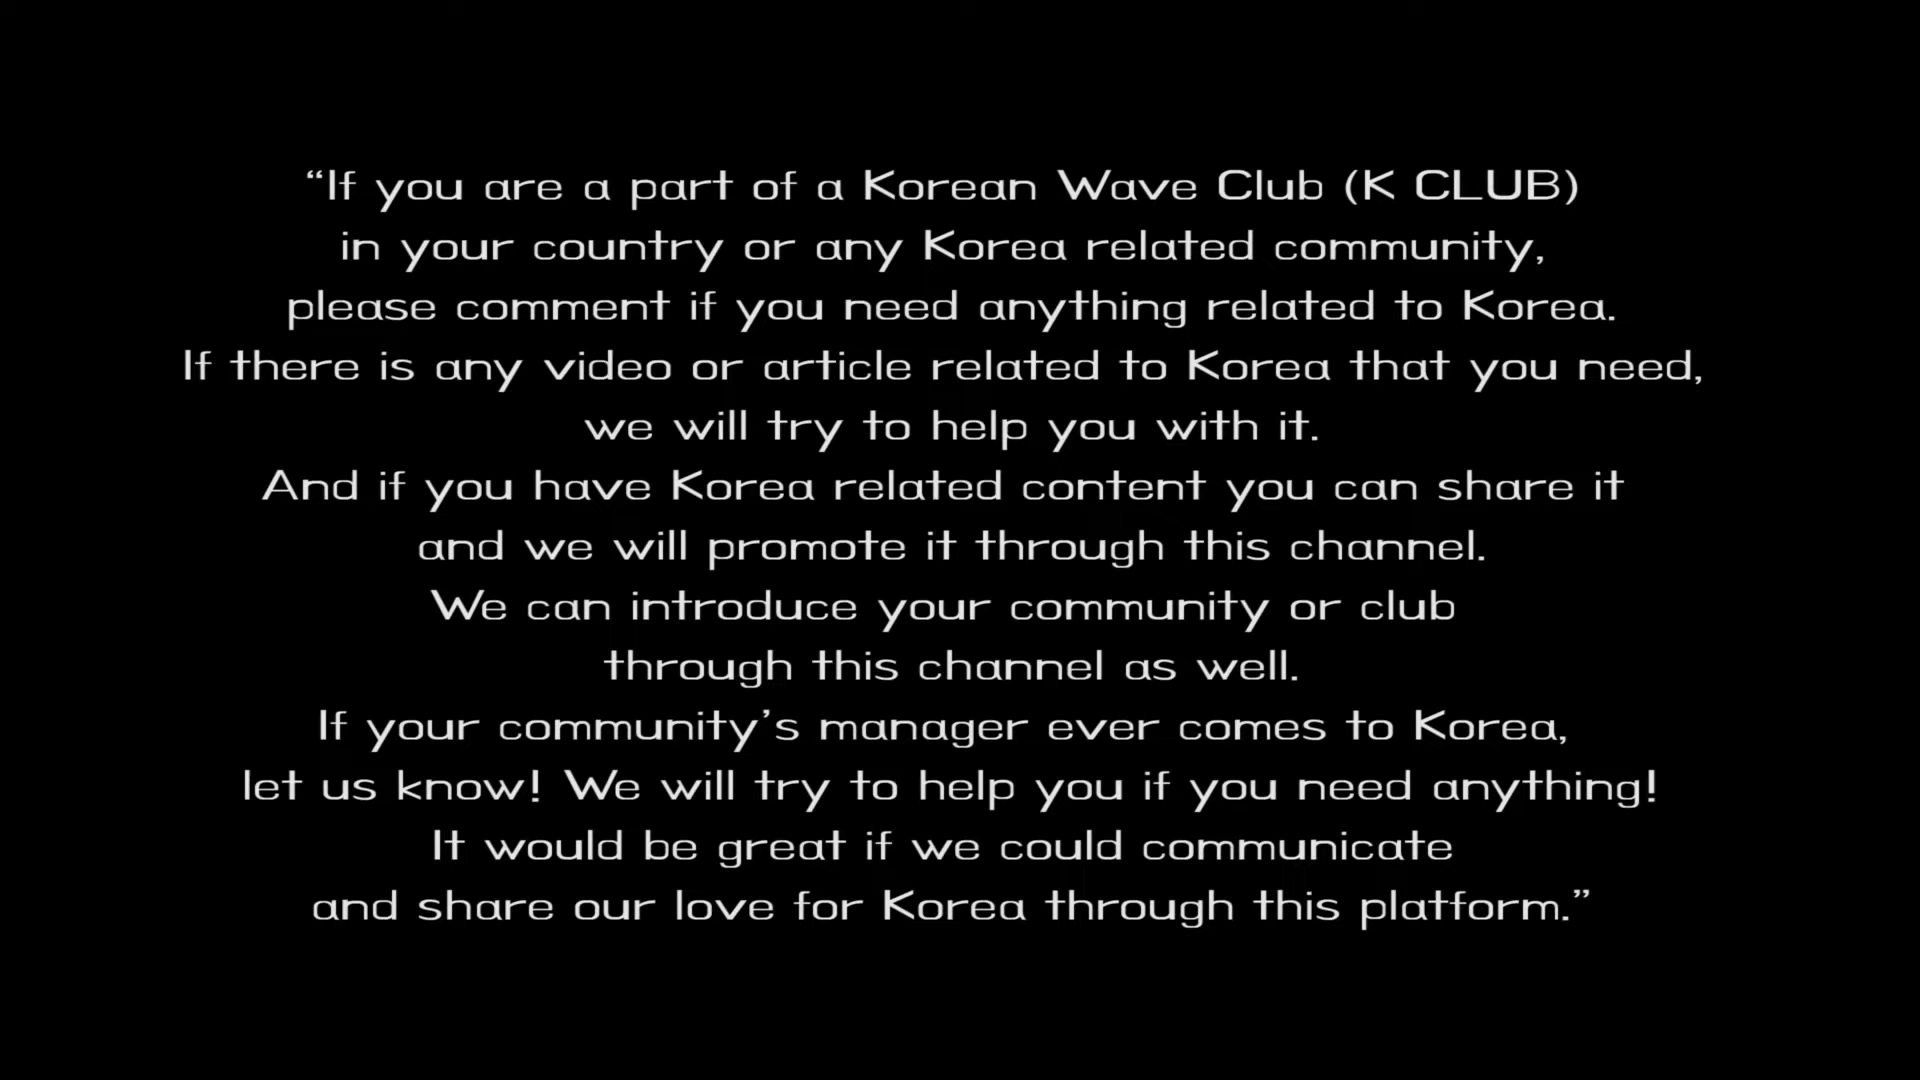 “If you are a part of a Korean Wave Club (K CLUB)
in your country or any Korea related community,
please comment if you need anything related to Korea.
If there is any video or article related to Korea that you need,
we will try to help you with it.
And if you have Korea related content you can share it
and we will promote it through this channel.
We can introduce your community or club
through this channel as well.
If your community’s manager ever comes to Korea,
let us know! We will try to help you if you need anything!
It would be great if we could communicate
and share our love for Korea through this platform.”